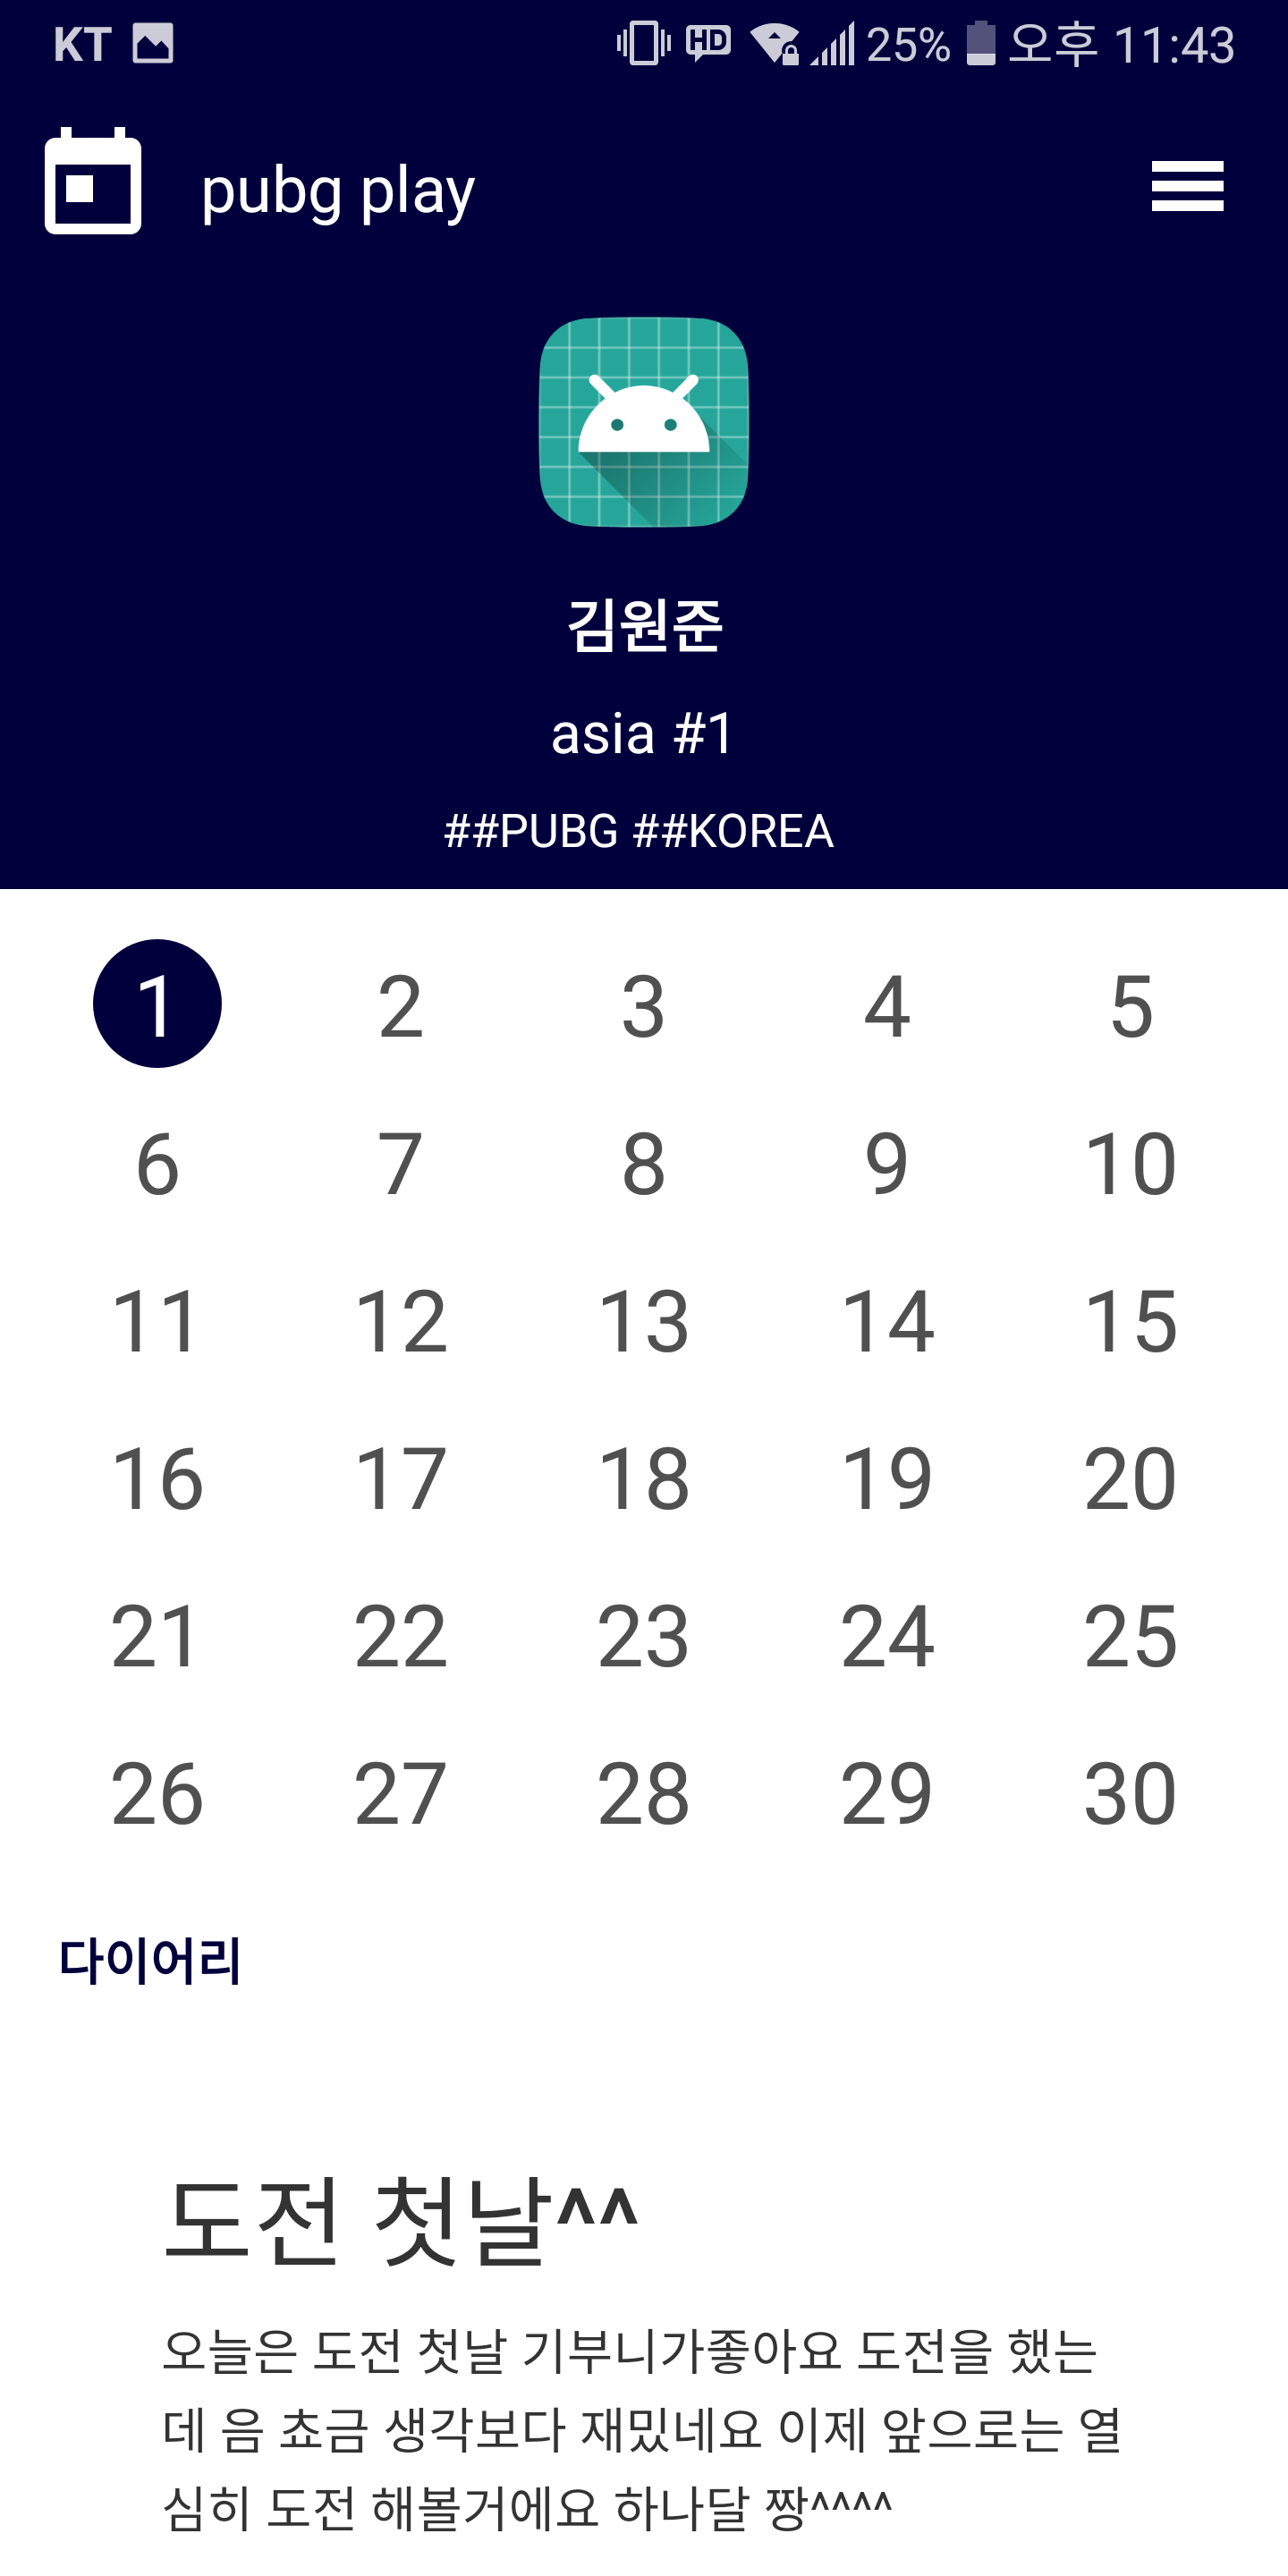 KT HD 25% 오후 11:43
pubg play
김원준
asia #1
##PUBG ##KOREA
1 2 3 4 5
6 7 8 9 10
11 12 13 14 15
16 17 18 19 20
21 22 23 24 25
26 27 28 29 30
다이어리
도전 첫날^^
오늘은 도전 첫날 기부니가좋아요 도전을 했는
데 음 쵸금 생각보다 재밌네요 이제 앞으로는 열
심히 도전 해볼거에요 하나달 짱^^^^